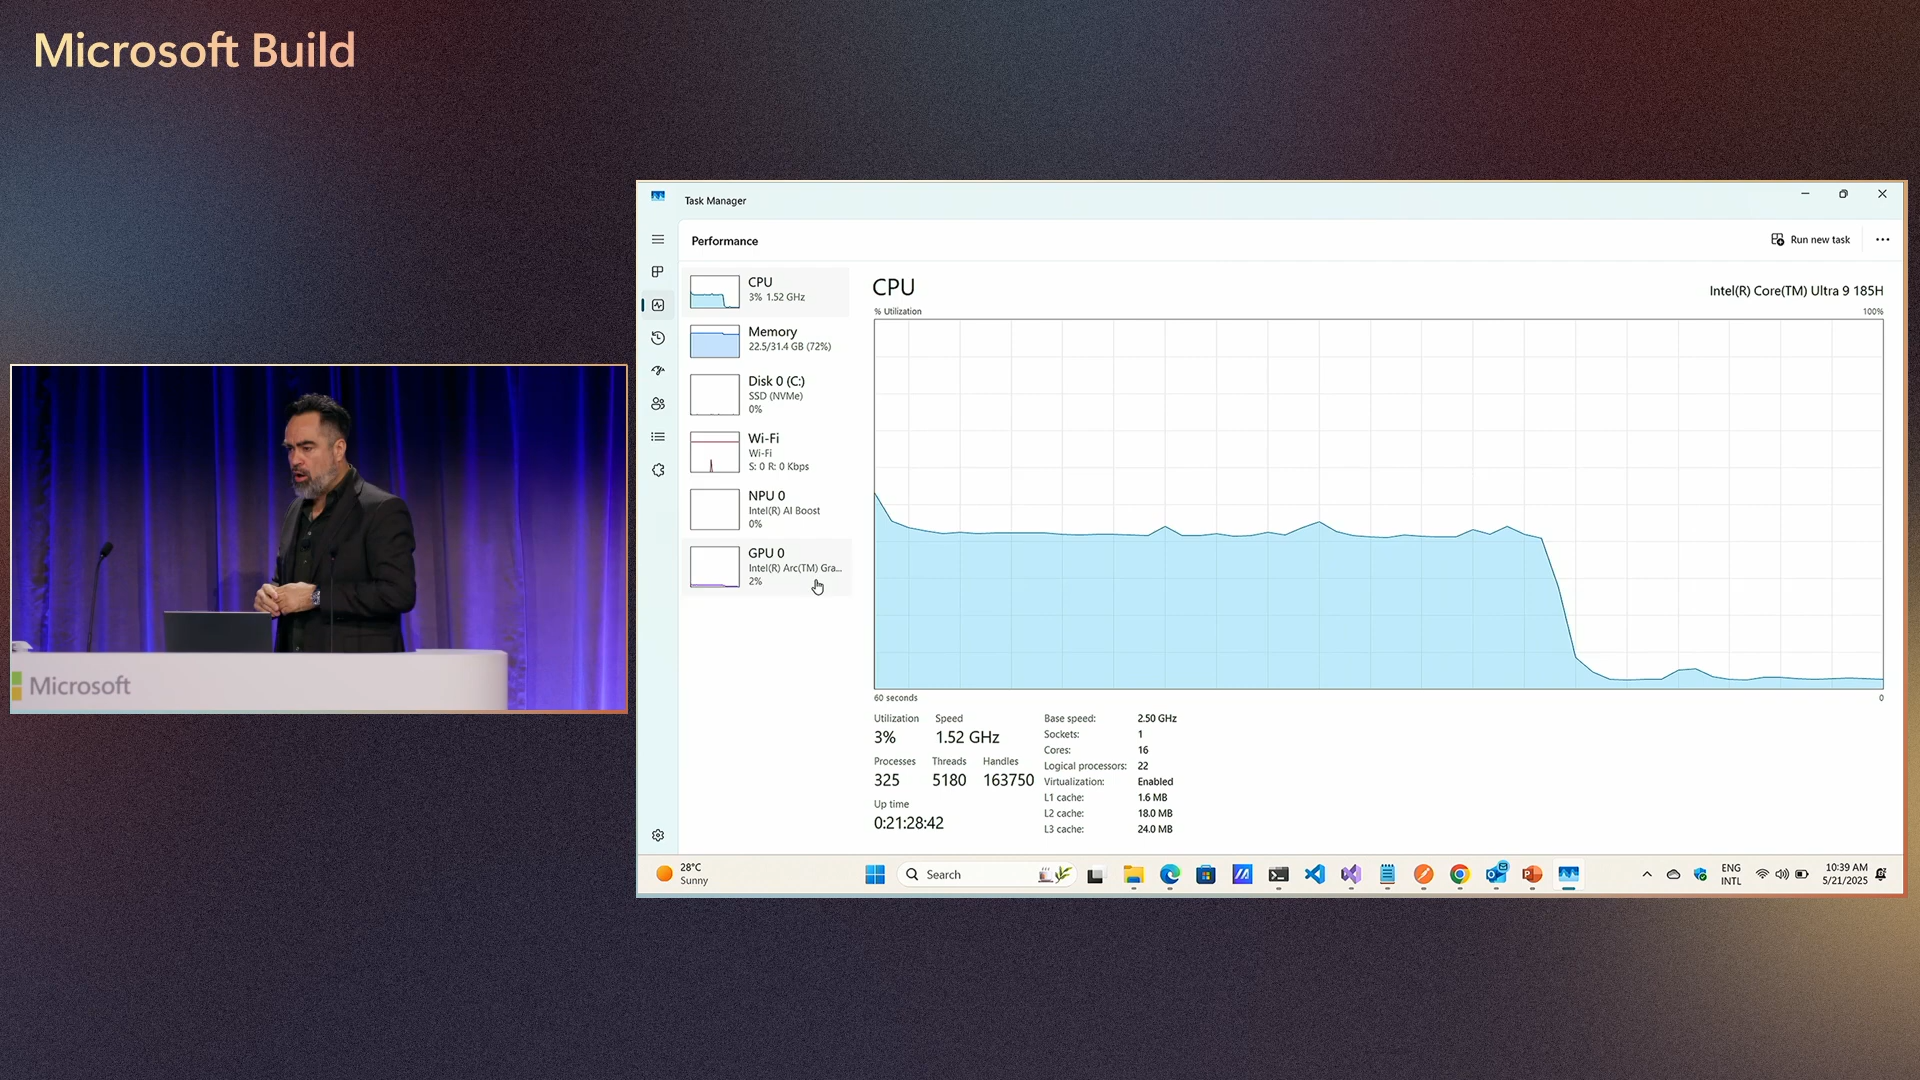 Microsoft Build
Microsoft
Task Manager
Performance
Run new task
CPU
3% 1.52 GHz
Memory
22.5/31.4 GB (72%)
Disk 0 (C:)
SSD (NVMe)
0%
Wi-Fi
Wi-Fi
S: 0 R: 0 Kbps
NPU 0
Intel(R) AI Boost
0%
GPU 0
Intel(R) Arc(TM) Gra...
2%
CPU
Intel(R) Core(TM) Ultra 9 185H
% Utilization
100%
60 seconds
0
Utilization Speed
3% 1.52 GHz
Processes Threads Handles
325 5180 163750
Up time
0:21:28:42
Base speed: 2.50 GHz
Sockets: 1
Cores: 16
Logical processors: 22
Virtualization: Enabled
L1 cache: 1.6 MB
L2 cache: 18.0 MB
L3 cache: 24.0 MB
28°C
Sunny
Search
ENG
INTL
10:39 AM
5/21/2025